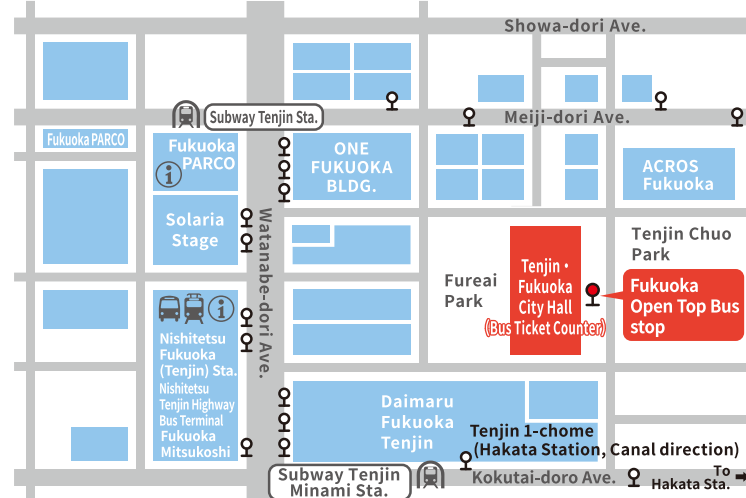 Showa-dori Ave.
Subway Tenjin Sta.
Meiji-dori Ave.
Fukuoka PARCO
Fukuoka
PARCO
ONE
FUKUOKA
BLDG.
ACROS
Fukuoka
Solaria
Stage
Watanabe-dori Ave.
Fureai
Park
Tenjin・
Fukuoka
City Hall
(Bus Ticket Counter)
Tenjin Chuo
Park
Fukuoka
Open Top Bus
stop
Nishitetsu
Fukuoka
(Tenjin) Sta.
Nishitetsu
Tenjin Highway
Bus Terminal
Fukuoka
Mitsukoshi
Daimaru
Fukuoka
Tenjin
Tenjin 1-chome
(Hakata Station, Canal direction)
Subway Tenjin
Minami Sta.
Kokutai-doro Ave.
To
Hakata Sta.